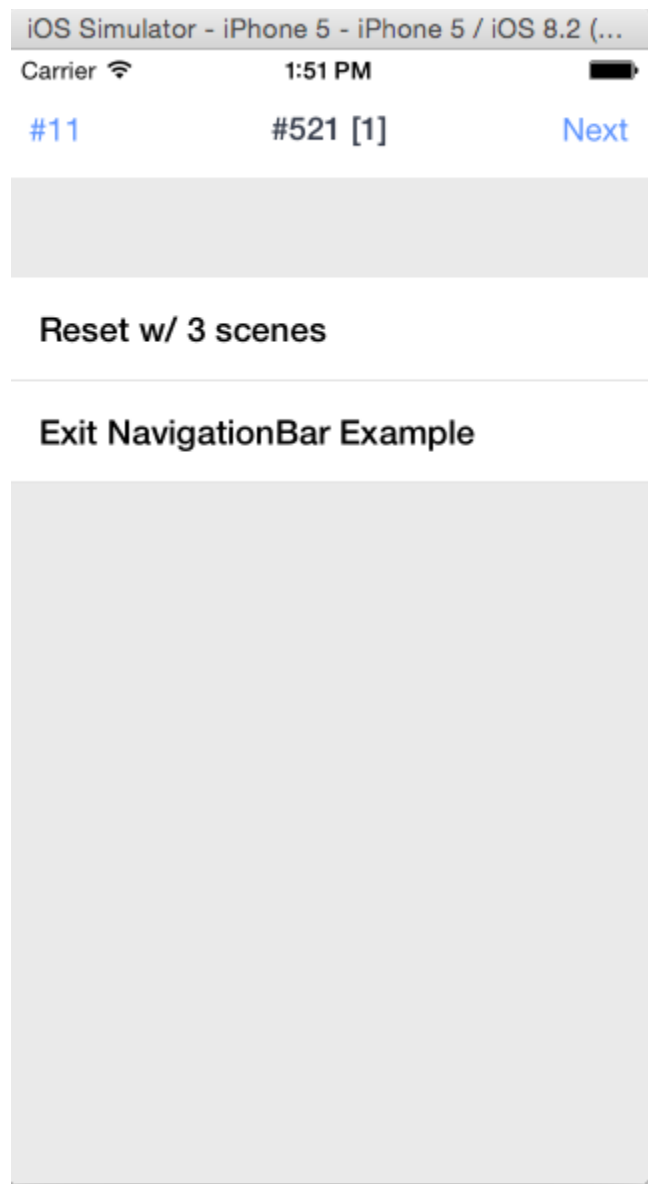 iOS Simulator - iPhone 5 - iPhone 5 / iOS 8.2 (...
Carrier 1:51 PM
#11 #521 [1] Next
Reset w/ 3 scenes
Exit NavigationBar Example